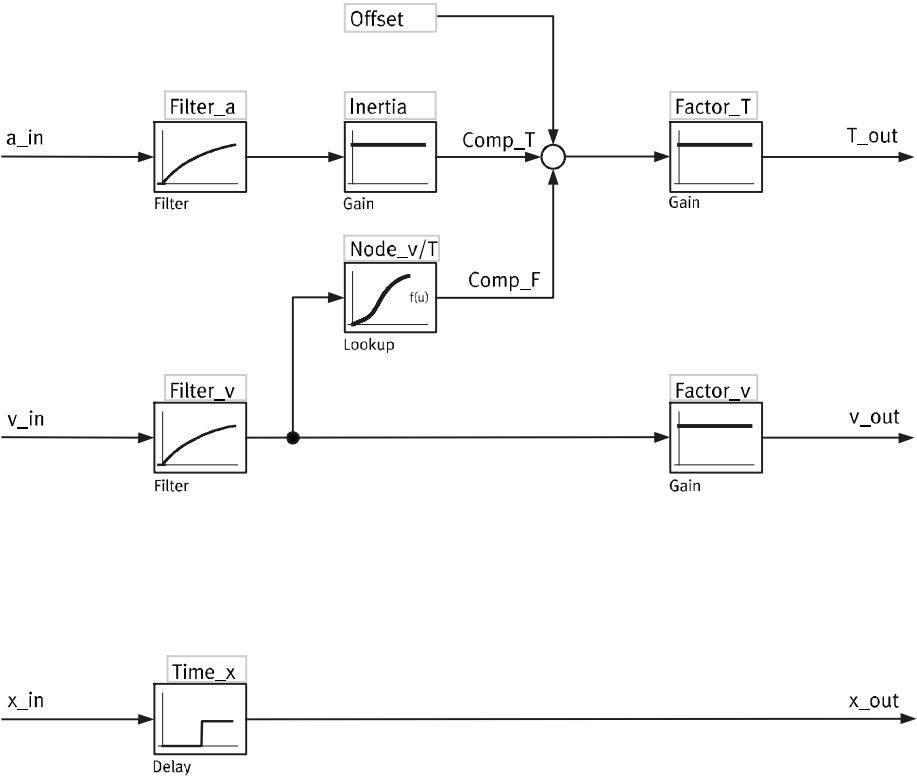 Offset
Filter_a
Inertia
Factor_T
a_in
Comp_T
T_out
Filter
Gain
Gain
Node_v/T
Comp_F
f(u)
Lookup
Filter_v
Factor_v
v_in
v_out
Filter
Gain
Time_x
x_in
x_out
Delay